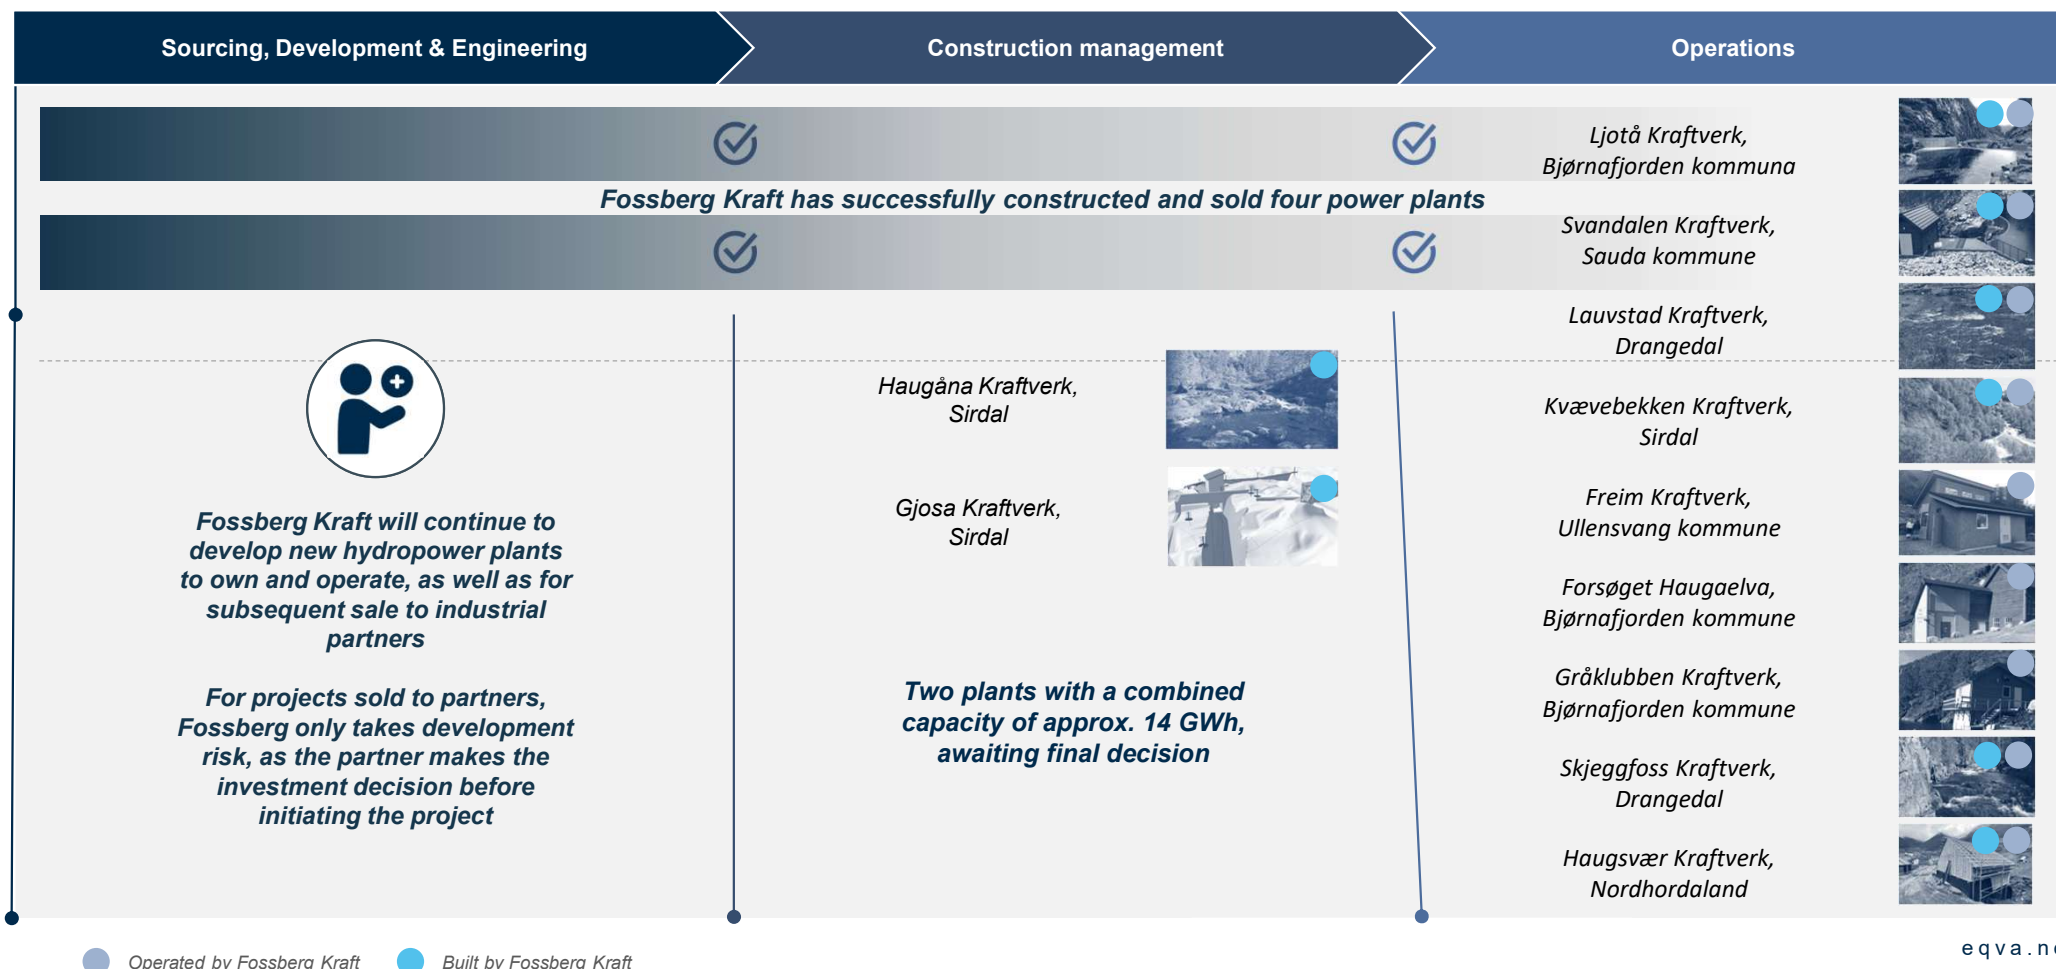 Sourcing, Development & Engineering
Construction management
Operations
Fossberg Kraft has successfully constructed and sold four power plants
Fossberg Kraft will continue to
develop new hydropower plants
to own and operate, as well as for
subsequent sale to industrial
partners
For projects sold to partners,
Fossberg only takes development
risk, as the partner makes the
investment decision before
initiating the project
Haugåna Kraftverk,
Sirdal
Gjosa Kraftverk,
Sirdal
Two plants with a combined
capacity of approx. 14 GWh,
awaiting final decision
Ljotå Kraftverk,
Bjørnafjorden kommuna
Svandalen Kraftverk,
Sauda kommune
Lauvstad Kraftverk,
Drangedal
Kvævebekken Kraftverk,
Sirdal
Freim Kraftverk,
Ullensvang kommune
Forsøget Haugaelva,
Bjørnafjorden kommune
Gråklubben Kraftverk,
Bjørnafjorden kommune
Skjeggfoss Kraftverk,
Drangedal
Haugsvær Kraftverk,
Nordhordaland
Operated by Fossberg Kraft
Built by Fossberg Kraft
eqva.no